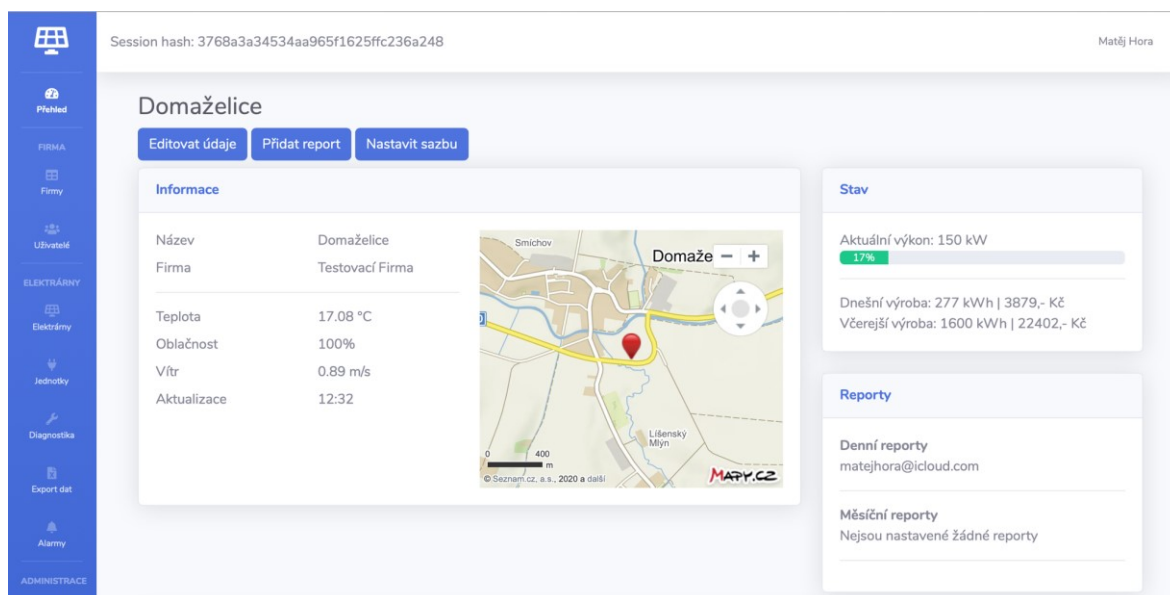 Session hash: 3768a3a34534aa965f1625ffc236a248
Matěj Hora
Přehled
FIRMA
Firmy
Uživatelé
ELEKTRÁRNY
Elektrárny
Jednotky
Diagnostika
Export dat
Alarmy
ADMINISTRACE
Domaželice
Editovat údaje
Přidat report
Nastavit sazbu
Informace
Název Domaželice
Firma Testovací Firma
Teplota 17.08 °C
Oblačnost 100%
Vítr 0.89 m/s
Aktualizace 12:32
Smíchov
Domaže
Líšenský
Mlýn
0 400
m
© Seznam.cz, a.s., 2020 a další
MAPY.CZ
Stav
Aktuální výkon: 150 kW
17%
Dnešní výroba: 277 kWh | 3879,- Kč
Včerejší výroba: 1600 kWh | 22402,- Kč
Reporty
Denní reporty
matejhora@icloud.com
Měsíční reporty
Nejsou nastavené žádné reporty